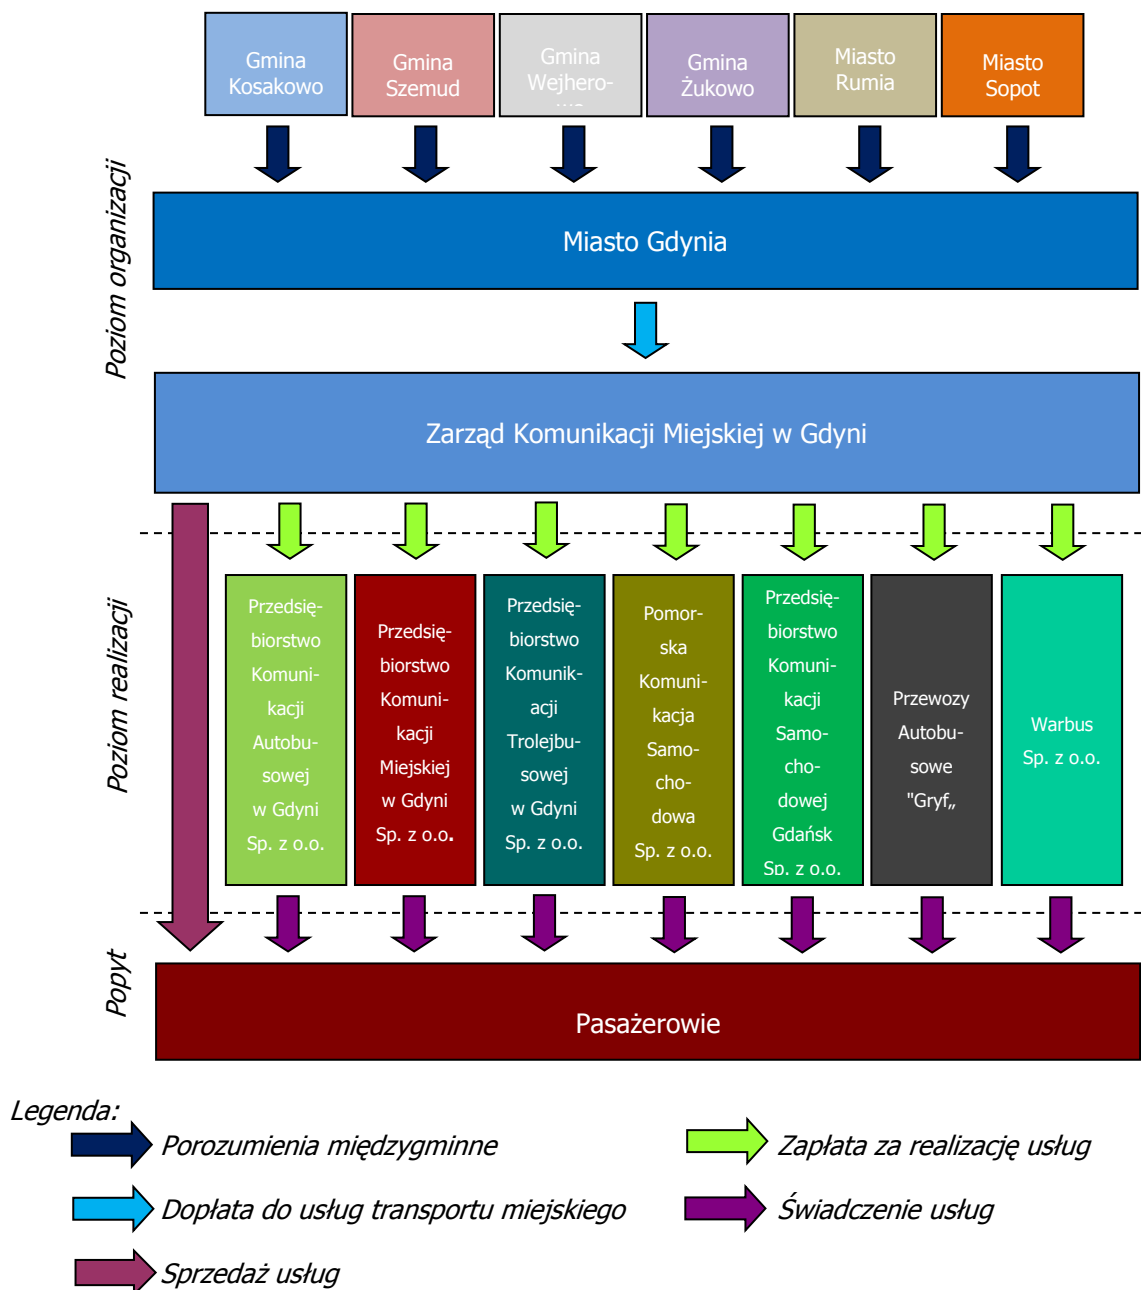 Gmina
Kosakowo
Gmina
Szemud
Gmina
Wejhero-
Gmina
Żukowo
Miasto
Rumia
Miasto
Sopot
Poziom organizacji
Miasto Gdynia
Zarząd Komunikacji Miejskiej w Gdyni
Poziom realizacji
Przedsię-
biorstwo
Komuni-
kacji
Autobu-
sowej
w Gdyni
Sp. z o.o.
Przedsię-
biorstwo
Komuni-
kacji
Miejskiej
w Gdyni
Sp. z o.o.
Przedsię-
biorstwo
Komunik-
acji
Trolejbu-
sowej
w Gdyni
Sp. z o.o.
Pomor-
ska
Komuni-
kacja
Samo-
cho-
dowa
Sp. z o.o.
Przedsię-
biorstwo
Komuni-
kacji
Samo-
cho-
dowej
Gdańsk
Sp. z o.o.
Przewozy
Autobu-
sowe
"Gryf„
Warbus
Sp. z o.o.
Popyt
Pasażerowie
Legenda:
Porozumienia międzygminne
Zapłata za realizację usług
Dopłata do usług transportu miejskiego
Świadczenie usług
Sprzedaż usług